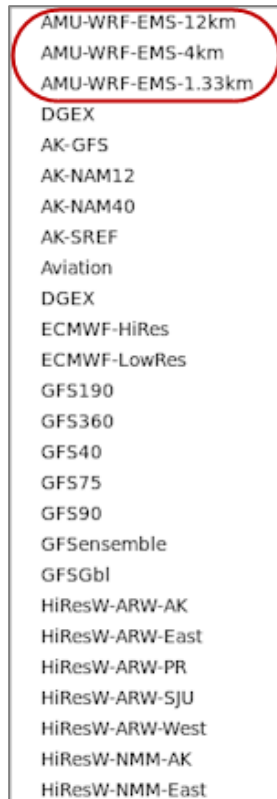 AMU-WRF-EMS-12km
AMU-WRF-EMS-4km
AMU-WRF-EMS-1.33km
DGEX
AK-GFS
AK-NAM12
AK-NAM40
AK-SREF
Aviation
DGEX
ECMWF-HiRes
ECMWF-LowRes
GFS190
GFS360
GFS40
GFS75
GFS90
GFSensemble
GFSGbl
HiResW-ARW-AK
HiResW-ARW-East
HiResW-ARW-PR
HiResW-ARW-SJU
HiResW-ARW-West
HiResW-NMM-AK
HiResW-NMM-East